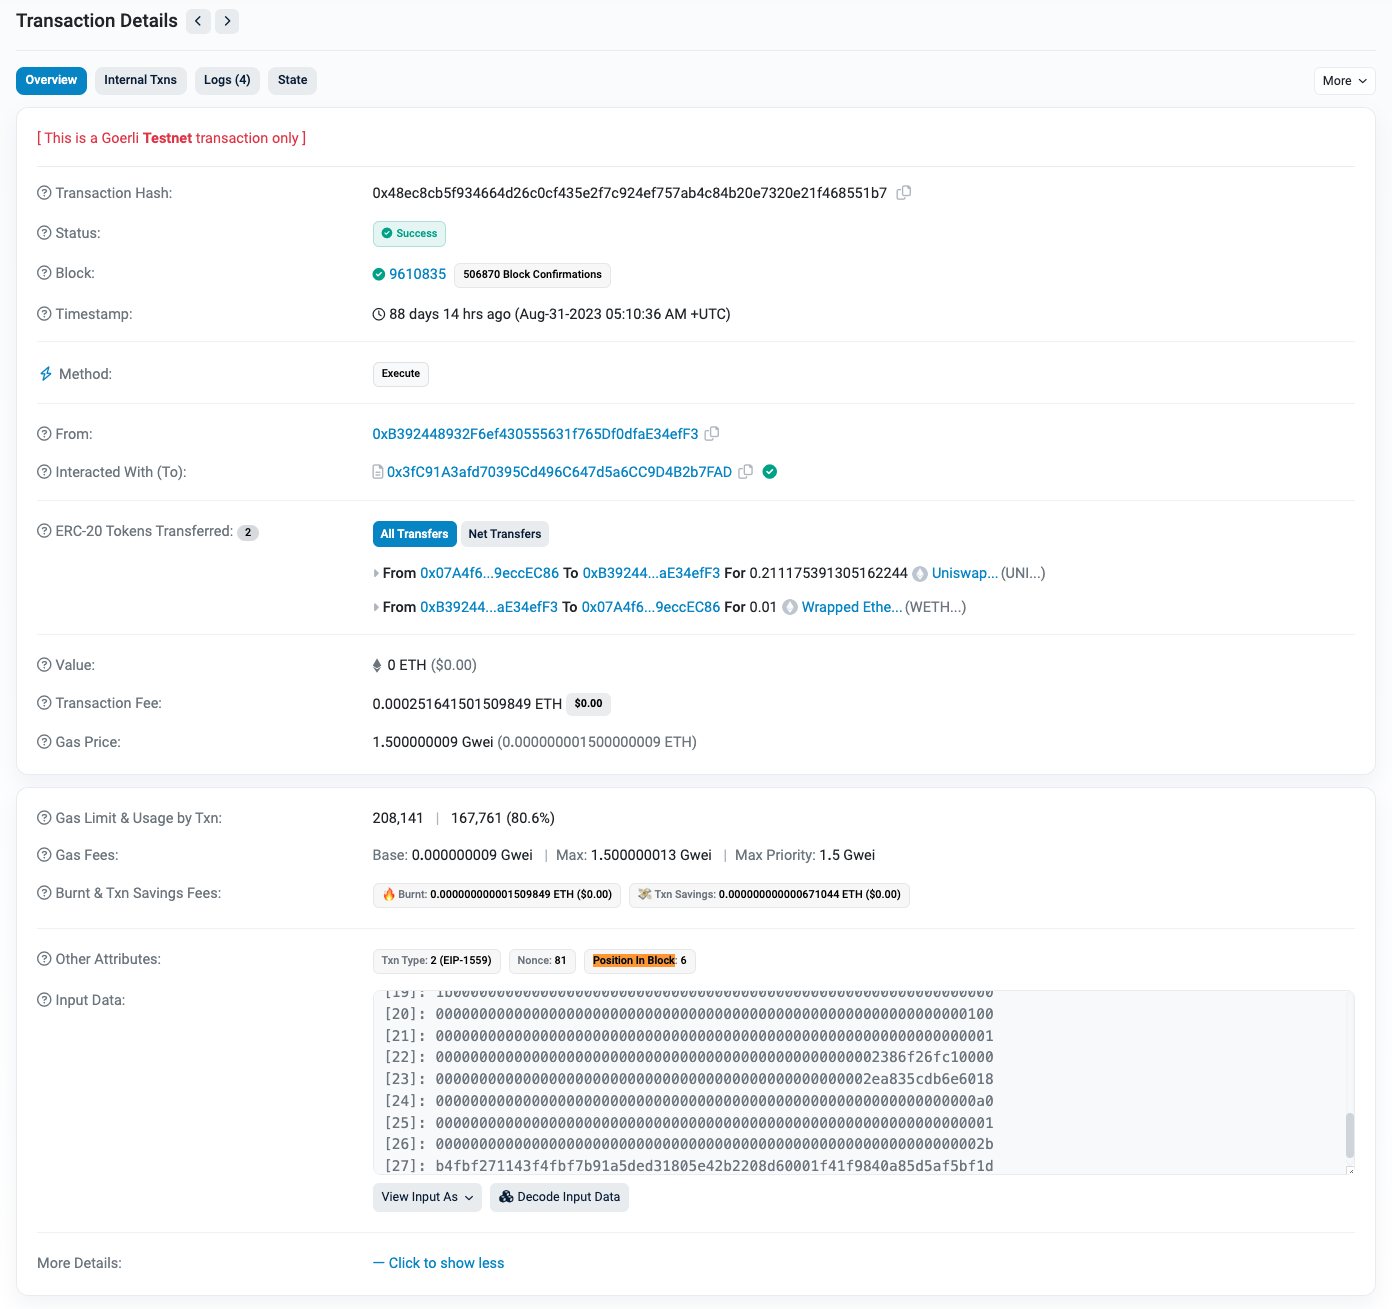 Transaction Details
Overview Internal Txns Logs (4) State More
[ This is a Goerli Testnet transaction only ]
Transaction Hash: 0x48ec8cb5f934664d26c0cf435e2f7c924ef757ab4c84b20e7320e21f468551b7
Status: Success
Block: 9610835 506870 Block Confirmations
Timestamp: 88 days 14 hrs ago (Aug-31-2023 05:10:36 AM +UTC)
Method: Execute
From: 0xB392448932F6ef430555631f765Df0dfaE34efF3
Interacted With (To): 0x3fC91A3afd70395Cd496C647d5a6CC9D4B2b7FAD
ERC-20 Tokens Transferred: 2 All Transfers Net Transfers
From 0x07A4f6...9eccEC86 To 0xB39244...aE34efF3 For 0.211175391305162244 Uniswap... (UNI...)
From 0xB39244...aE34efF3 To 0x07A4f6...9eccEC86 For 0.01 Wrapped Ethe... (WETH...)
Value: 0 ETH ($0.00)
Transaction Fee: 0.000251641501509849 ETH $0.00
Gas Price: 1.500000009 Gwei (0.000000001500000009 ETH)
Gas Limit & Usage by Txn: 208,141 | 167,761 (80.6%)
Gas Fees: Base: 0.000000009 Gwei | Max: 1.500000013 Gwei | Max Priority: 1.5 Gwei
Burnt & Txn Savings Fees: Burnt: 0.000000000001509849 ETH ($0.00) Txn Savings: 0.000000000000671044 ETH ($0.00)
Other Attributes: Txn Type: 2 (EIP-1559) Nonce: 81 Position In Block: 6
Input Data:
[19]: 1b00000000000000000000000000000000000000000000000000000000000000
[20]: 0000000000000000000000000000000000000000000000000000000000000100
[21]: 0000000000000000000000000000000000000000000000000000000000000001
[22]: 000000000000000000000000000000000000000000000000002386f26fc10000
[23]: 00000000000000000000000000000000000000000000000002ea835cdb6e6018
[24]: 00000000000000000000000000000000000000000000000000000000000000a0
[25]: 0000000000000000000000000000000000000000000000000000000000000001
[26]: 000000000000000000000000000000000000000000000000000000000000002b
[27]: b4fbf271143f4fbf7b91a5ded31805e42b2208d60001f41f9840a85d5af5bf1d
View Input As Decode Input Data
More Details: — Click to show less